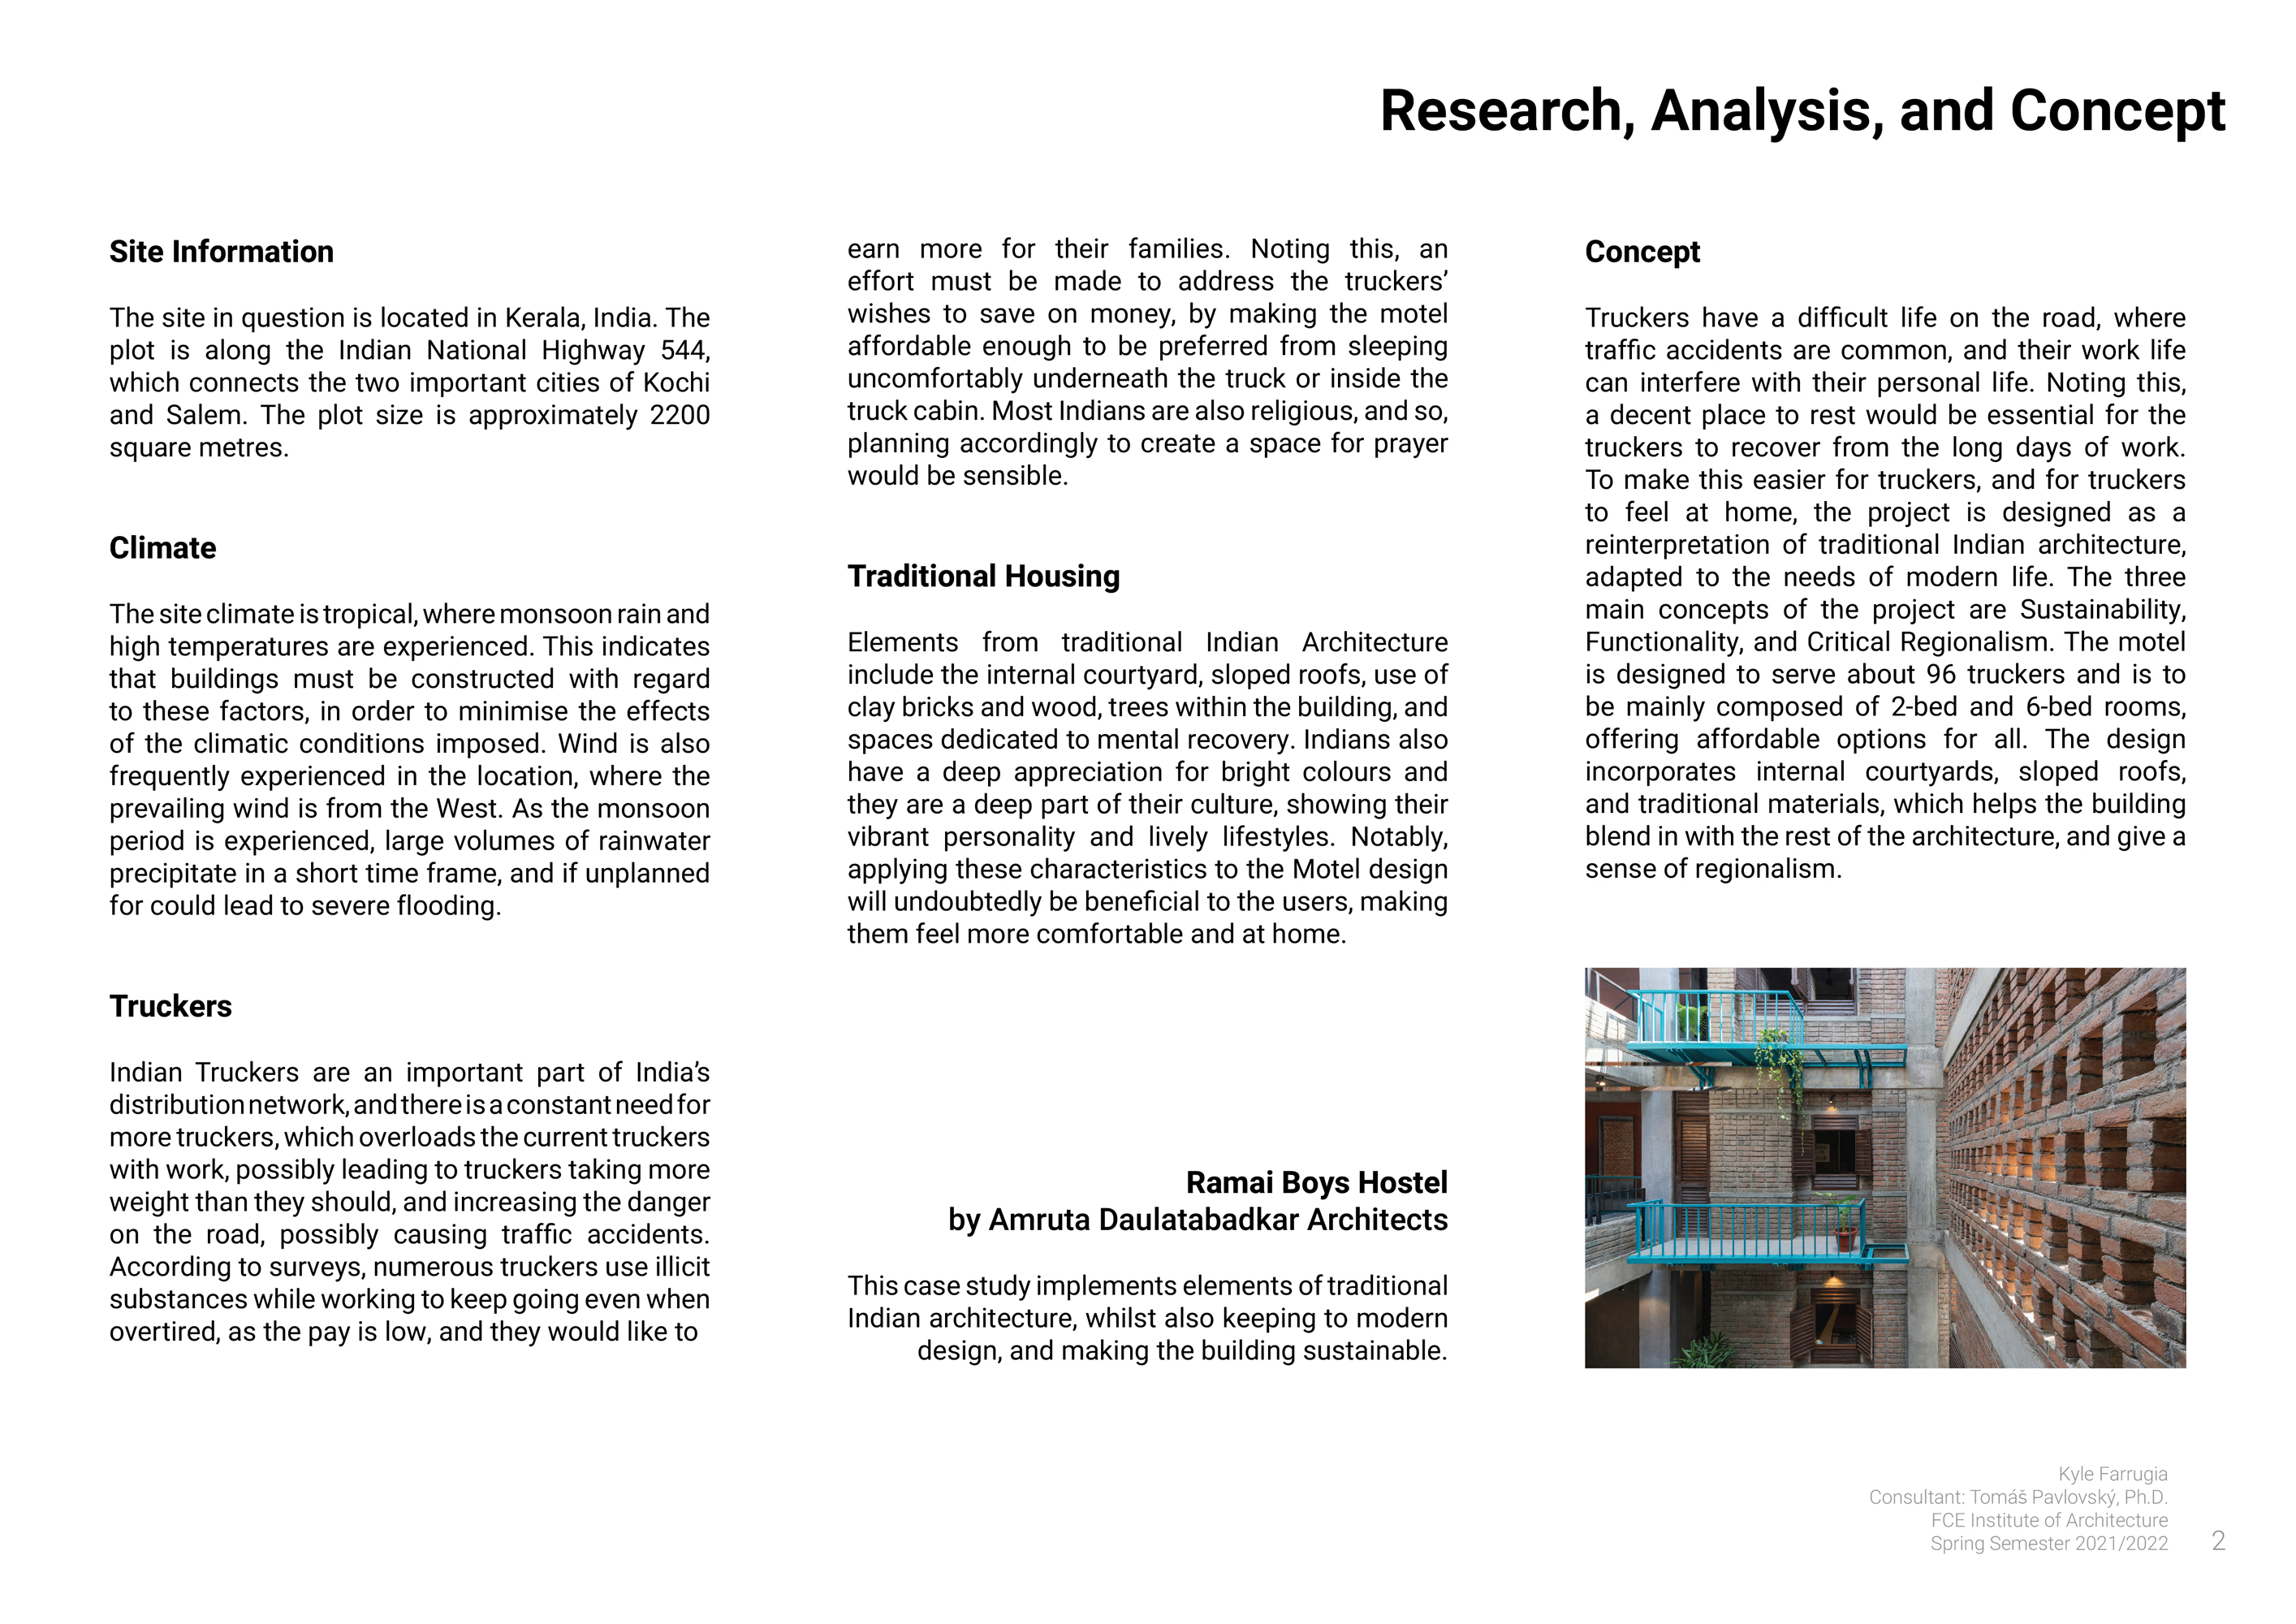 Research, Analysis, and Concept
Site Information
The site in question is located in Kerala, India. The
plot is along the Indian National Highway 544,
which connects the two important cities of Kochi
and Salem. The plot size is approximately 2200
square metres.
Climate
The site climate is tropical, where monsoon rain and
high temperatures are experienced. This indicates
that buildings must be constructed with regard
to these factors, in order to minimise the effects
of the climatic conditions imposed. Wind is also
frequently experienced in the location, where the
prevailing wind is from the West. As the monsoon
period is experienced, large volumes of rainwater
precipitate in a short time frame, and if unplanned
for could lead to severe flooding.
Truckers
Indian Truckers are an important part of India’s
distribution network, and there is a constant need for
more truckers, which overloads the current truckers
with work, possibly leading to truckers taking more
weight than they should, and increasing the danger
on the road, possibly causing traffic accidents.
According to surveys, numerous truckers use illicit
substances while working to keep going even when
overtired, as the pay is low, and they would like to
earn more for their families. Noting this, an
effort must be made to address the truckers’
wishes to save on money, by making the motel
affordable enough to be preferred from sleeping
uncomfortably underneath the truck or inside the
truck cabin. Most Indians are also religious, and so,
planning accordingly to create a space for prayer
would be sensible.
Traditional Housing
Elements from traditional Indian Architecture
include the internal courtyard, sloped roofs, use of
clay bricks and wood, trees within the building, and
spaces dedicated to mental recovery. Indians also
have a deep appreciation for bright colours and
they are a deep part of their culture, showing their
vibrant personality and lively lifestyles. Notably,
applying these characteristics to the Motel design
will undoubtedly be beneficial to the users, making
them feel more comfortable and at home.
Ramai Boys Hostel
by Amruta Daulatabadkar Architects
This case study implements elements of traditional
Indian architecture, whilst also keeping to modern
design, and making the building sustainable.
Concept
Truckers have a difficult life on the road, where
traffic accidents are common, and their work life
can interfere with their personal life. Noting this,
a decent place to rest would be essential for the
truckers to recover from the long days of work.
To make this easier for truckers, and for truckers
to feel at home, the project is designed as a
reinterpretation of traditional Indian architecture,
adapted to the needs of modern life. The three
main concepts of the project are Sustainability,
Functionality, and Critical Regionalism. The motel
is designed to serve about 96 truckers and is to
be mainly composed of 2-bed and 6-bed rooms,
offering affordable options for all. The design
incorporates internal courtyards, sloped roofs,
and traditional materials, which helps the building
blend in with the rest of the architecture, and give a
sense of regionalism.
Kyle Farrugia
Consultant: Tomáš Pavlovský, Ph.D.
FCE Institute of Architecture
Spring Semester 2021/2022
2